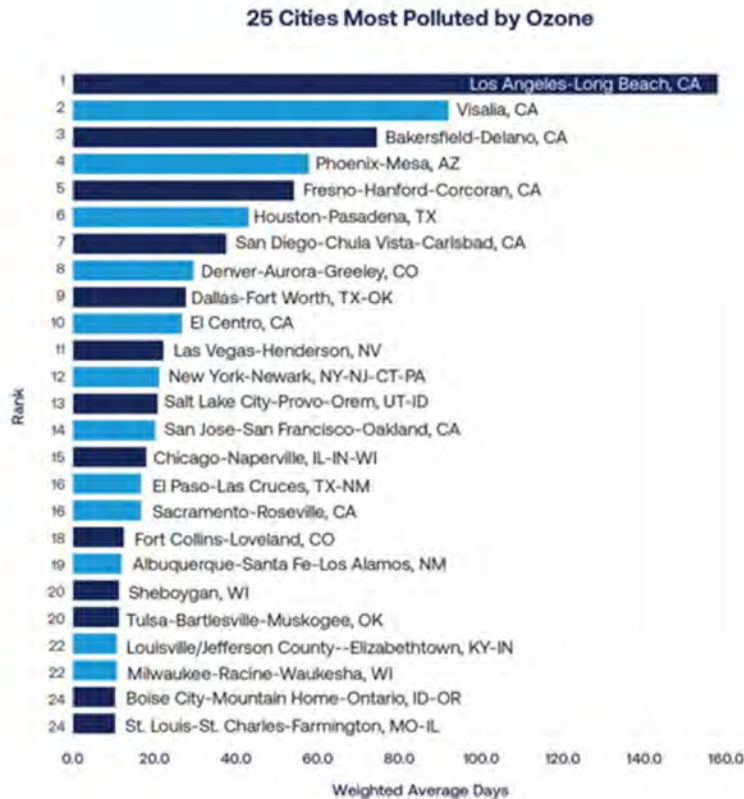 25 Cities Most Polluted by Ozone
1 Los Angeles-Long Beach, CA
2 Visalia, CA
3 Bakersfield-Delano, CA
4 Phoenix-Mesa, AZ
5 Fresno-Hanford-Corcoran, CA
6 Houston-Pasadena, TX
7 San Diego-Chula Vista-Carlsbad, CA
8 Denver-Aurora-Greeley, CO
9 Dallas-Fort Worth, TX-OK
10 El Centro, CA
11 Las Vegas-Henderson, NV
12 New York-Newark, NY-NJ-CT-PA
13 Salt Lake City-Provo-Orem, UT-ID
14 San Jose-San Francisco-Oakland, CA
15 Chicago-Naperville, IL-IN-WI
16 El Paso-Las Cruces, TX-NM
16 Sacramento-Roseville, CA
18 Fort Collins-Loveland, CO
19 Albuquerque-Santa Fe-Los Alamos, NM
20 Sheboygan, WI
20 Tulsa-Bartlesville-Muskogee, OK
22 Louisville/Jefferson County--Elizabethtown, KY-IN
22 Milwaukee-Racine-Waukesha, WI
24 Boise City-Mountain Home-Ontario, ID-OR
24 St. Louis-St. Charles-Farmington, MO-IL
Rank
0.0 20.0 40.0 60.0 80.0 100.0 120.0 140.0 160.0
Weighted Average Days